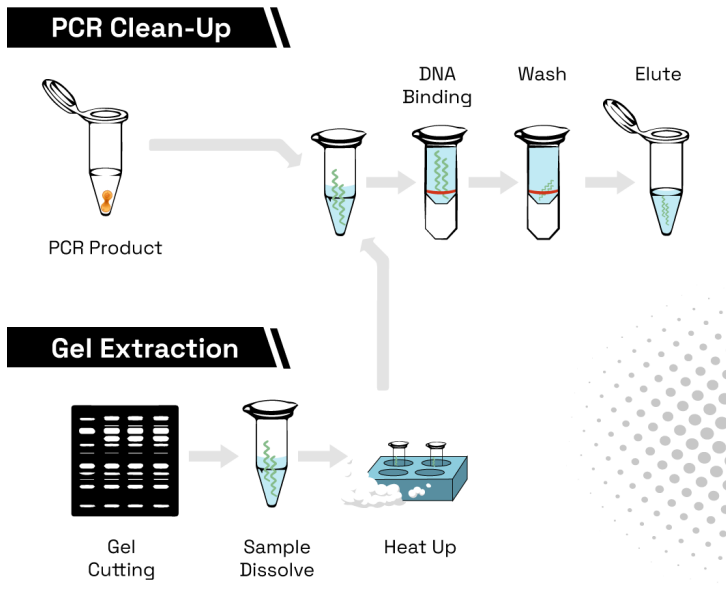 PCR Clean-Up
DNA
Binding
Wash
Elute
PCR Product
Gel Extraction
Gel
Cutting
Sample
Dissolve
Heat Up